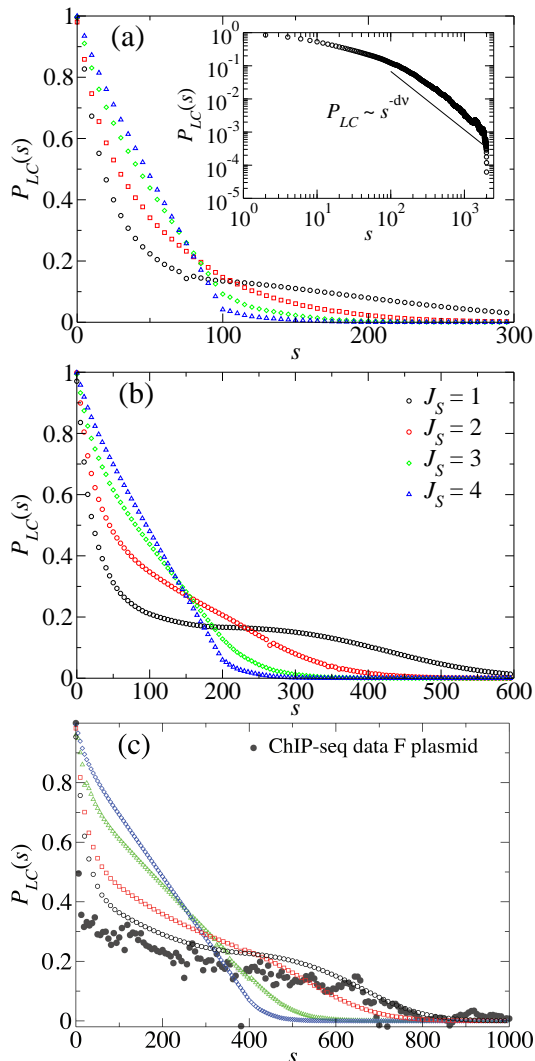 (a)
P_LC(s)
1
0.8
0.6
0.4
0.2
0
0 100 200 300
s
P_LC(s)
10^0
10^-1
10^-2
10^-3
10^-4
10^-5
P_LC ~ s^-dν
10^0 10^1 10^2 10^3
s
(b)
P_LC(s)
1
0.8
0.6
0.4
0.2
0
J_S = 1
J_S = 2
J_S = 3
J_S = 4
0 100 200 300 400 500 600
s
(c)
ChIP-seq data F plasmid
P_LC(s)
1
0.8
0.6
0.4
0.2
0
0 200 400 600 800 1000
s